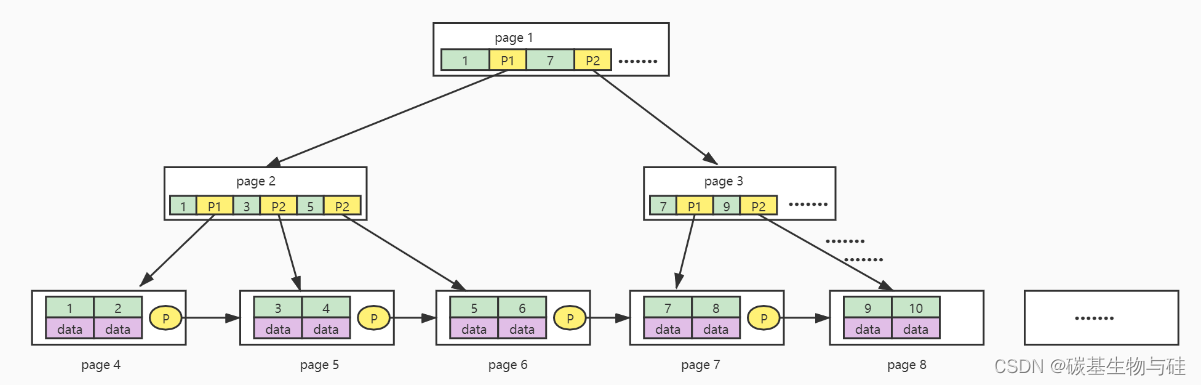 page 1
1 P1 7 P2 .......
page 2
1 P1 3 P2 5 P2
page 3
7 P1 9 P2 .......
.......
.......
1 2
data data
P
page 4
3 4
data data
P
page 5
5 6
data data
P
page 6
7 8
data data
P
page 7
9 10
data data
page 8
.......
CSDN @碳基生物与硅